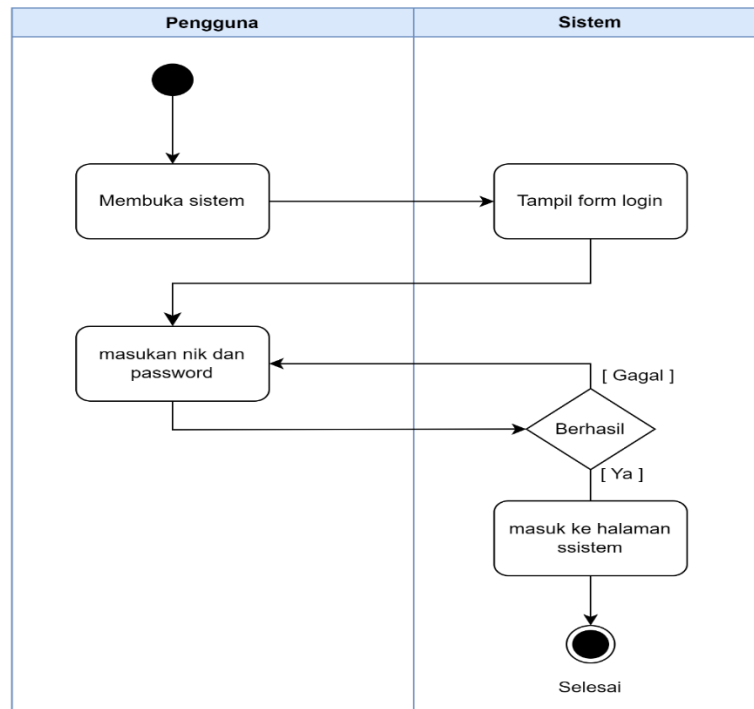 Pengguna
Sistem
Membuka sistem
Tampil form login
masukan nik dan
password
[ Gagal ]
Berhasil
[ Ya ]
masuk ke halaman
ssistem
Selesai